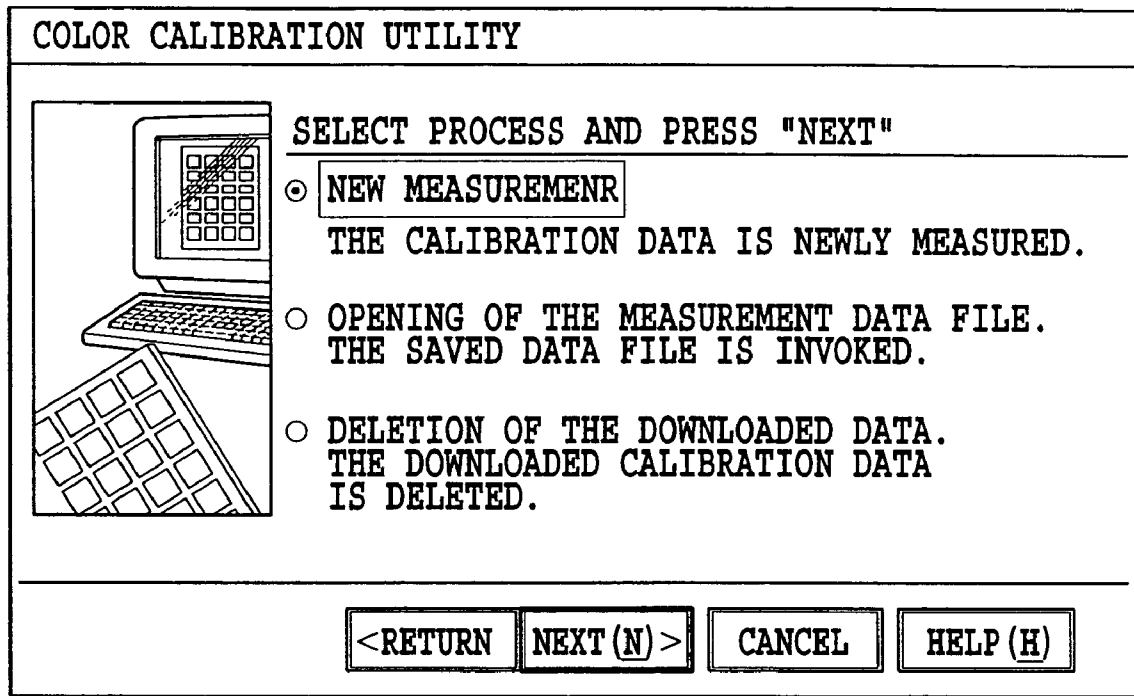 COLOR CALIBRATION UTILITY
SELECT PROCESS AND PRESS "NEXT"
NEW MEASUREMENR
THE CALIBRATION DATA IS NEWLY MEASURED.
OPENING OF THE MEASUREMENT DATA FILE.
THE SAVED DATA FILE IS INVOKED.
DELETION OF THE DOWNLOADED DATA.
THE DOWNLOADED CALIBRATION DATA
IS DELETED.
<RETURN NEXT(N)> CANCEL HELP(H)